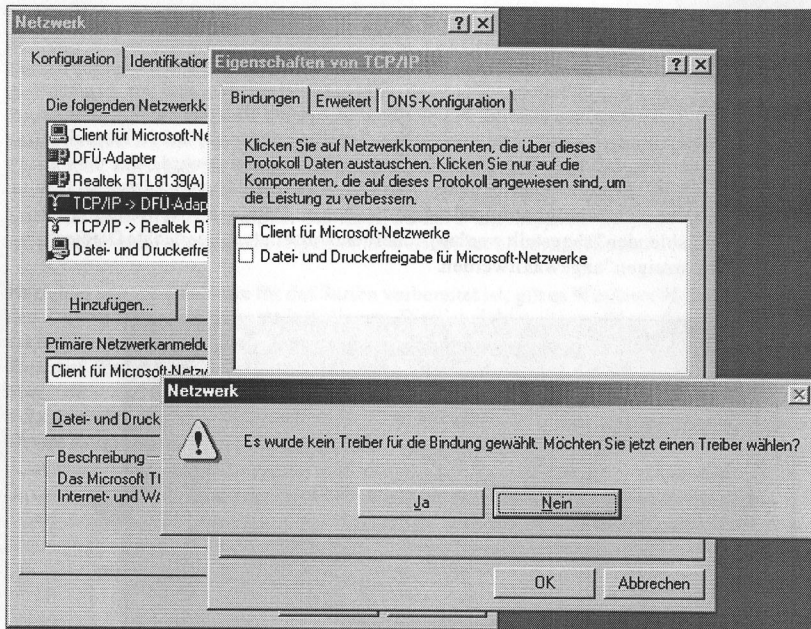 Netzwerk
Konfiguration
Identifikation
Die folgenden Netzwerkk
Client für Microsoft-Ne
DFÜ-Adapter
Realtek RTL8139(A)
TCP/IP -> DFÜ-Adap
TCP/IP -> Realtek R
Datei- und Druckerfre
Hinzufügen...
Primäre Netzwerkanmeldu
Client für Microsoft-Netzw
Datei- und Druck
Beschreibung
Das Microsoft T
Internet- und WA
Eigenschaften von TCP/IP
Bindungen
Erweitert
DNS-Konfiguration
Klicken Sie auf Netzwerkkomponenten, die über dieses
Protokoll Daten austauschen. Klicken Sie nur auf die
Komponenten, die auf dieses Protokoll angewiesen sind, um
die Leistung zu verbessern.
Client für Microsoft-Netzwerke
Datei- und Druckerfreigabe für Microsoft-Netzwerke
Netzwerk
Es wurde kein Treiber für die Bindung gewählt. Möchten Sie jetzt einen Treiber wählen?
Ja
Nein
OK
Abbrechen